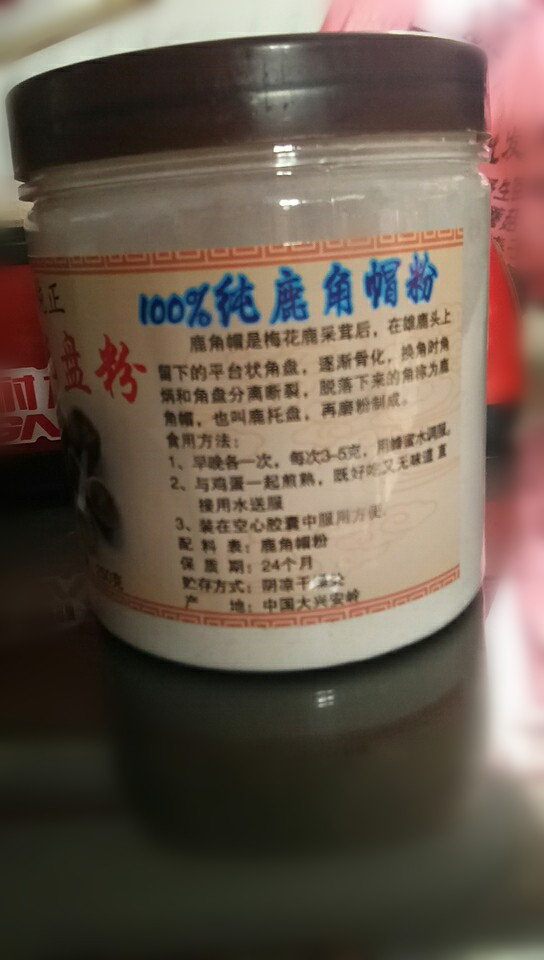 100%纯鹿角帽粉
鹿角帽是梅花鹿采茸后，在雄鹿头上
留下的平台状角盘，逐渐骨化，换角时角
柄和角盘分离断裂，脱落下来的角称为鹿
角帽，也叫鹿托盘，再磨粉制成。
食用方法：
1、早晚各一次，每次3-5克，用蜂蜜水调服。
2、与鸡蛋一起煎熟，既好吃又无味道直
接用水送服
3、装在空心胶囊中服用方便.
配 料 表：鹿角帽粉
保 质 期：24个月
贮存方式：阴凉干燥处
产 地：中国大兴安岭
正
盘粉